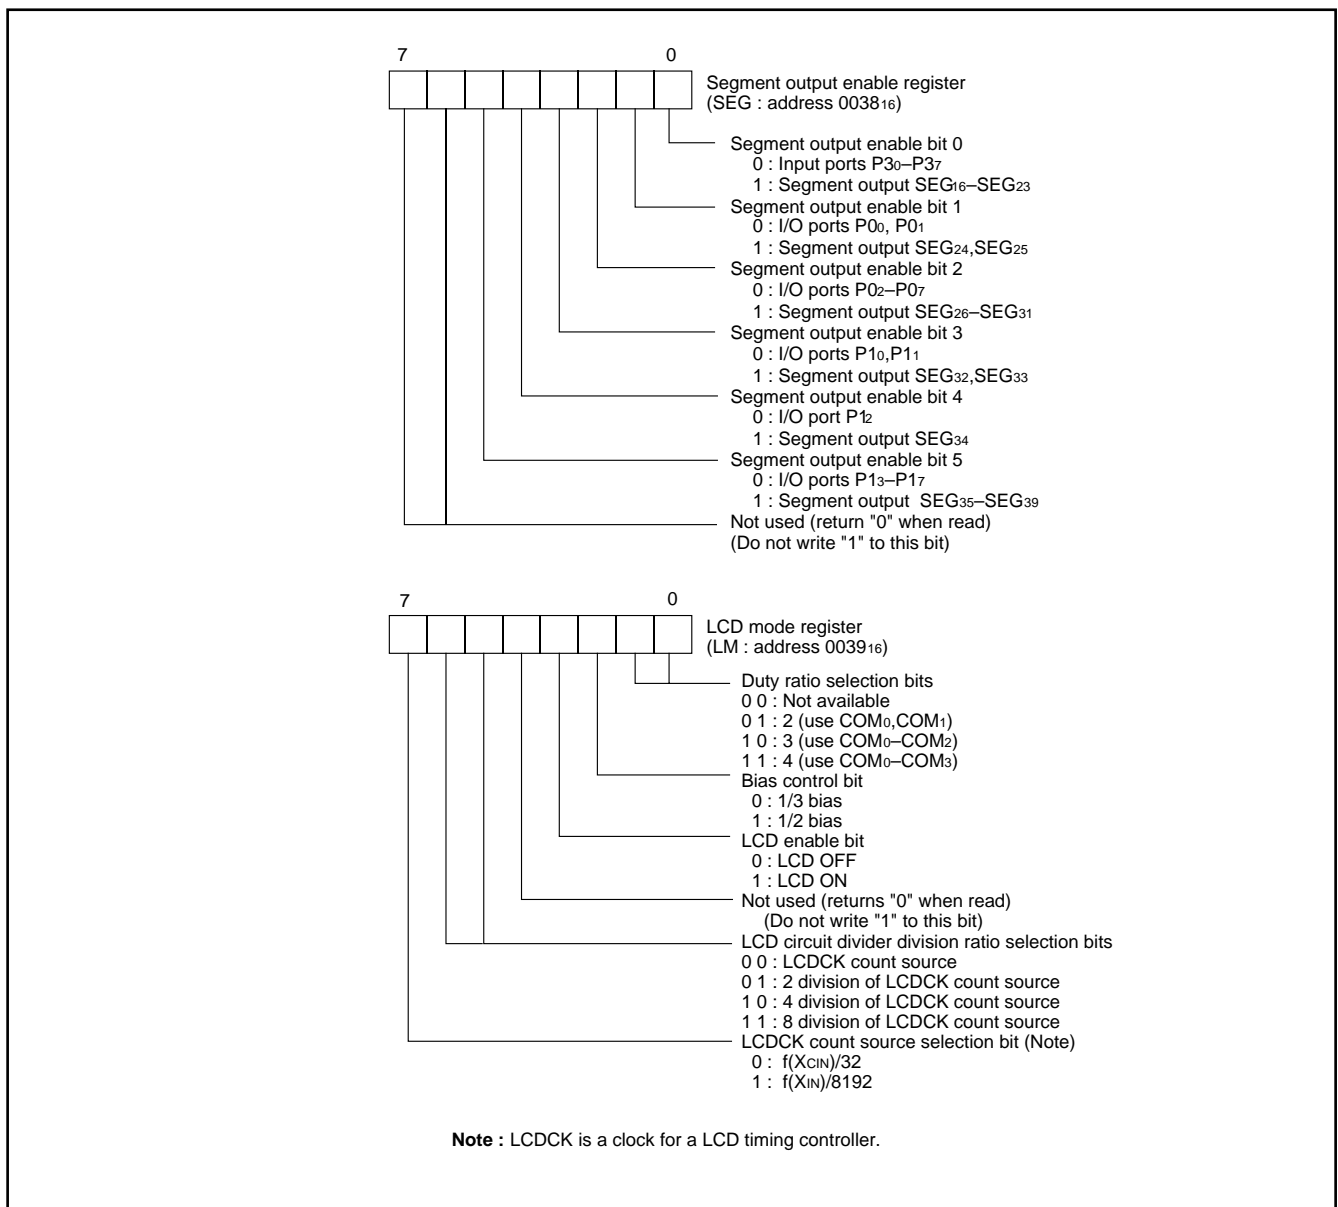 7 0
Segment output enable register
(SEG : address 003816)
Segment output enable bit 0
0 : Input ports P30–P37
1 : Segment output SEG16–SEG23
Segment output enable bit 1
0 : I/O ports P00, P01
1 : Segment output SEG24,SEG25
Segment output enable bit 2
0 : I/O ports P02–P07
1 : Segment output SEG26–SEG31
Segment output enable bit 3
0 : I/O ports P10,P11
1 : Segment output SEG32,SEG33
Segment output enable bit 4
0 : I/O port P12
1 : Segment output SEG34
Segment output enable bit 5
0 : I/O ports P13–P17
1 : Segment output SEG35–SEG39
Not used (return "0" when read)
(Do not write "1" to this bit)
7 0
LCD mode register
(LM : address 003916)
Duty ratio selection bits
0 0 : Not available
0 1 : 2 (use COM0,COM1)
1 0 : 3 (use COM0–COM2)
1 1 : 4 (use COM0–COM3)
Bias control bit
0 : 1/3 bias
1 : 1/2 bias
LCD enable bit
0 : LCD OFF
1 : LCD ON
Not used (returns "0" when read)
(Do not write "1" to this bit)
LCD circuit divider division ratio selection bits
0 0 : LCDCK count source
0 1 : 2 division of LCDCK count source
1 0 : 4 division of LCDCK count source
1 1 : 8 division of LCDCK count source
LCDCK count source selection bit (Note)
0 : f(XCIN)/32
1 : f(XIN)/8192
Note : LCDCK is a clock for a LCD timing controller.